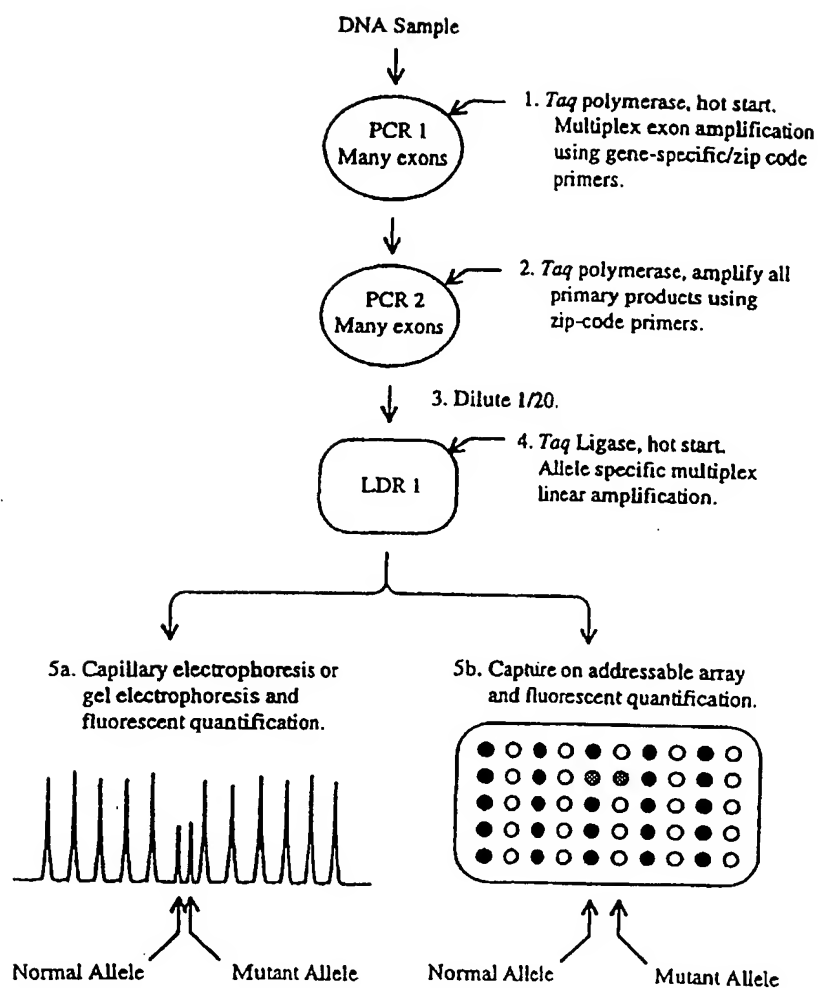 DNA Sample
PCR 1
Many exons
1. Taq polymerase, hot start.
Multiplex exon amplification
using gene-specific/zip code
primers.
PCR 2
Many exons
2. Taq polymerase, amplify all
primary products using
zip-code primers.
3. Dilute 1/20.
LDR 1
4. Taq Ligase, hot start.
Allele specific multiplex
linear amplification.
5a. Capillary electrophoresis or
gel electrophoresis and
fluorescent quantification.
5b. Capture on addressable array
and fluorescent quantification.
Normal Allele
Mutant Allele
Normal Allele
Mutant Allele